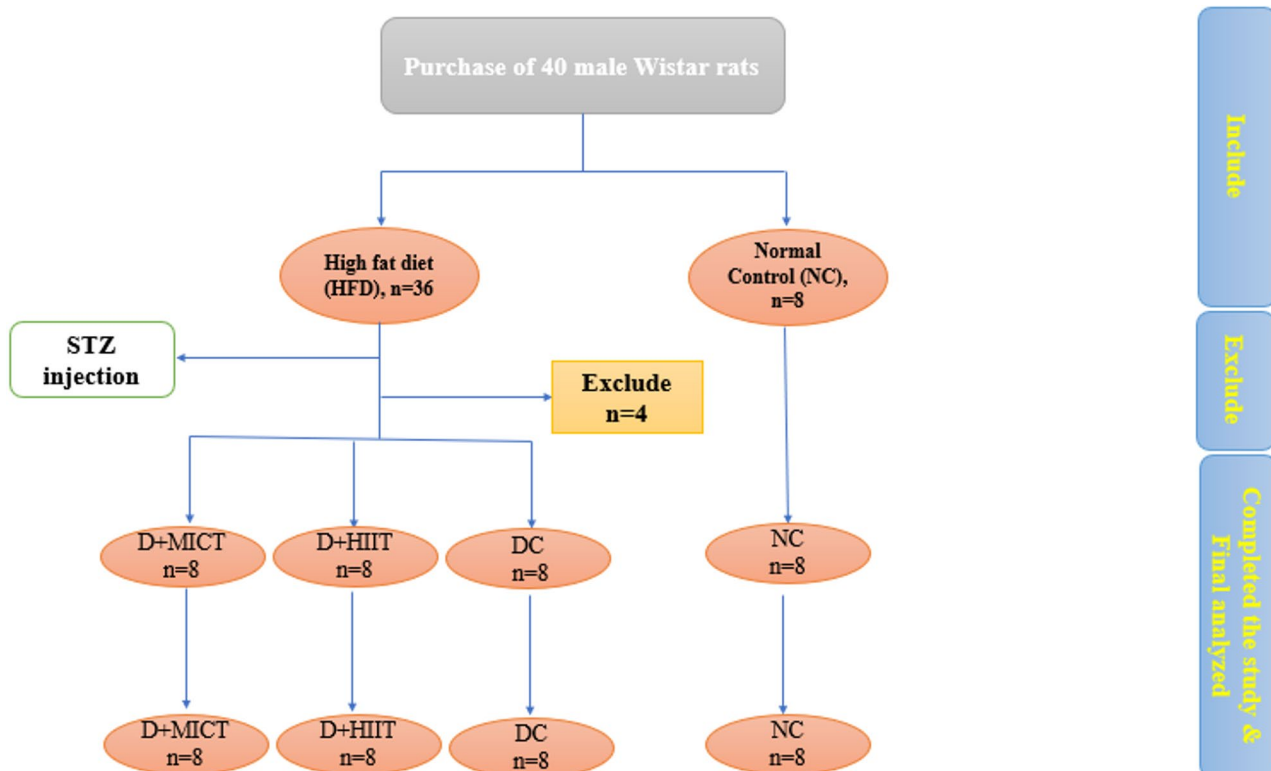 Purchase of 40 male Wistar rats
High fat diet
(HFD), n=36
Normal
Control (NC),
n=8
STZ
injection
Exclude
n=4
D+MICT
n=8
D+HIIT
n=8
DC
n=8
NC
n=8
D+MICT
n=8
D+HIIT
n=8
DC
n=8
NC
n=8
Include
Exclude
Completed the study &
Final analyzed